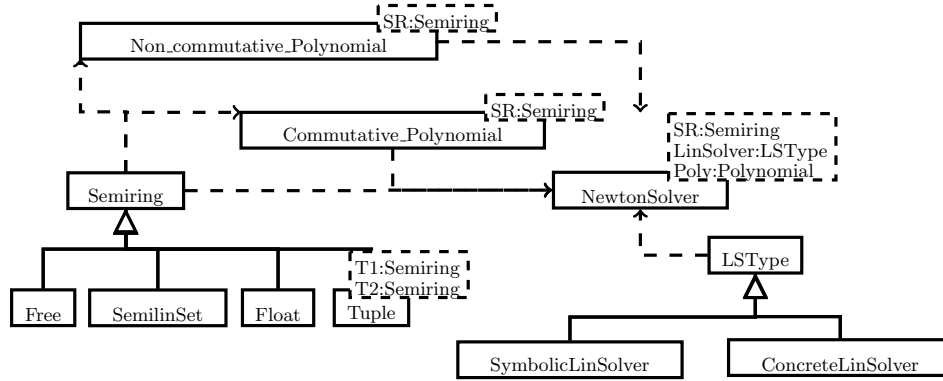 SR:Semiring
Non_commutative_Polynomial
SR:Semiring
Commutative_Polynomial
SR:Semiring
LinSolver:LSType
Poly:Polynomial
Semiring
NewtonSolver
LSType
T1:Semiring
T2:Semiring
Free
SemilinSet
Float
Tuple
SymbolicLinSolver
ConcreteLinSolver